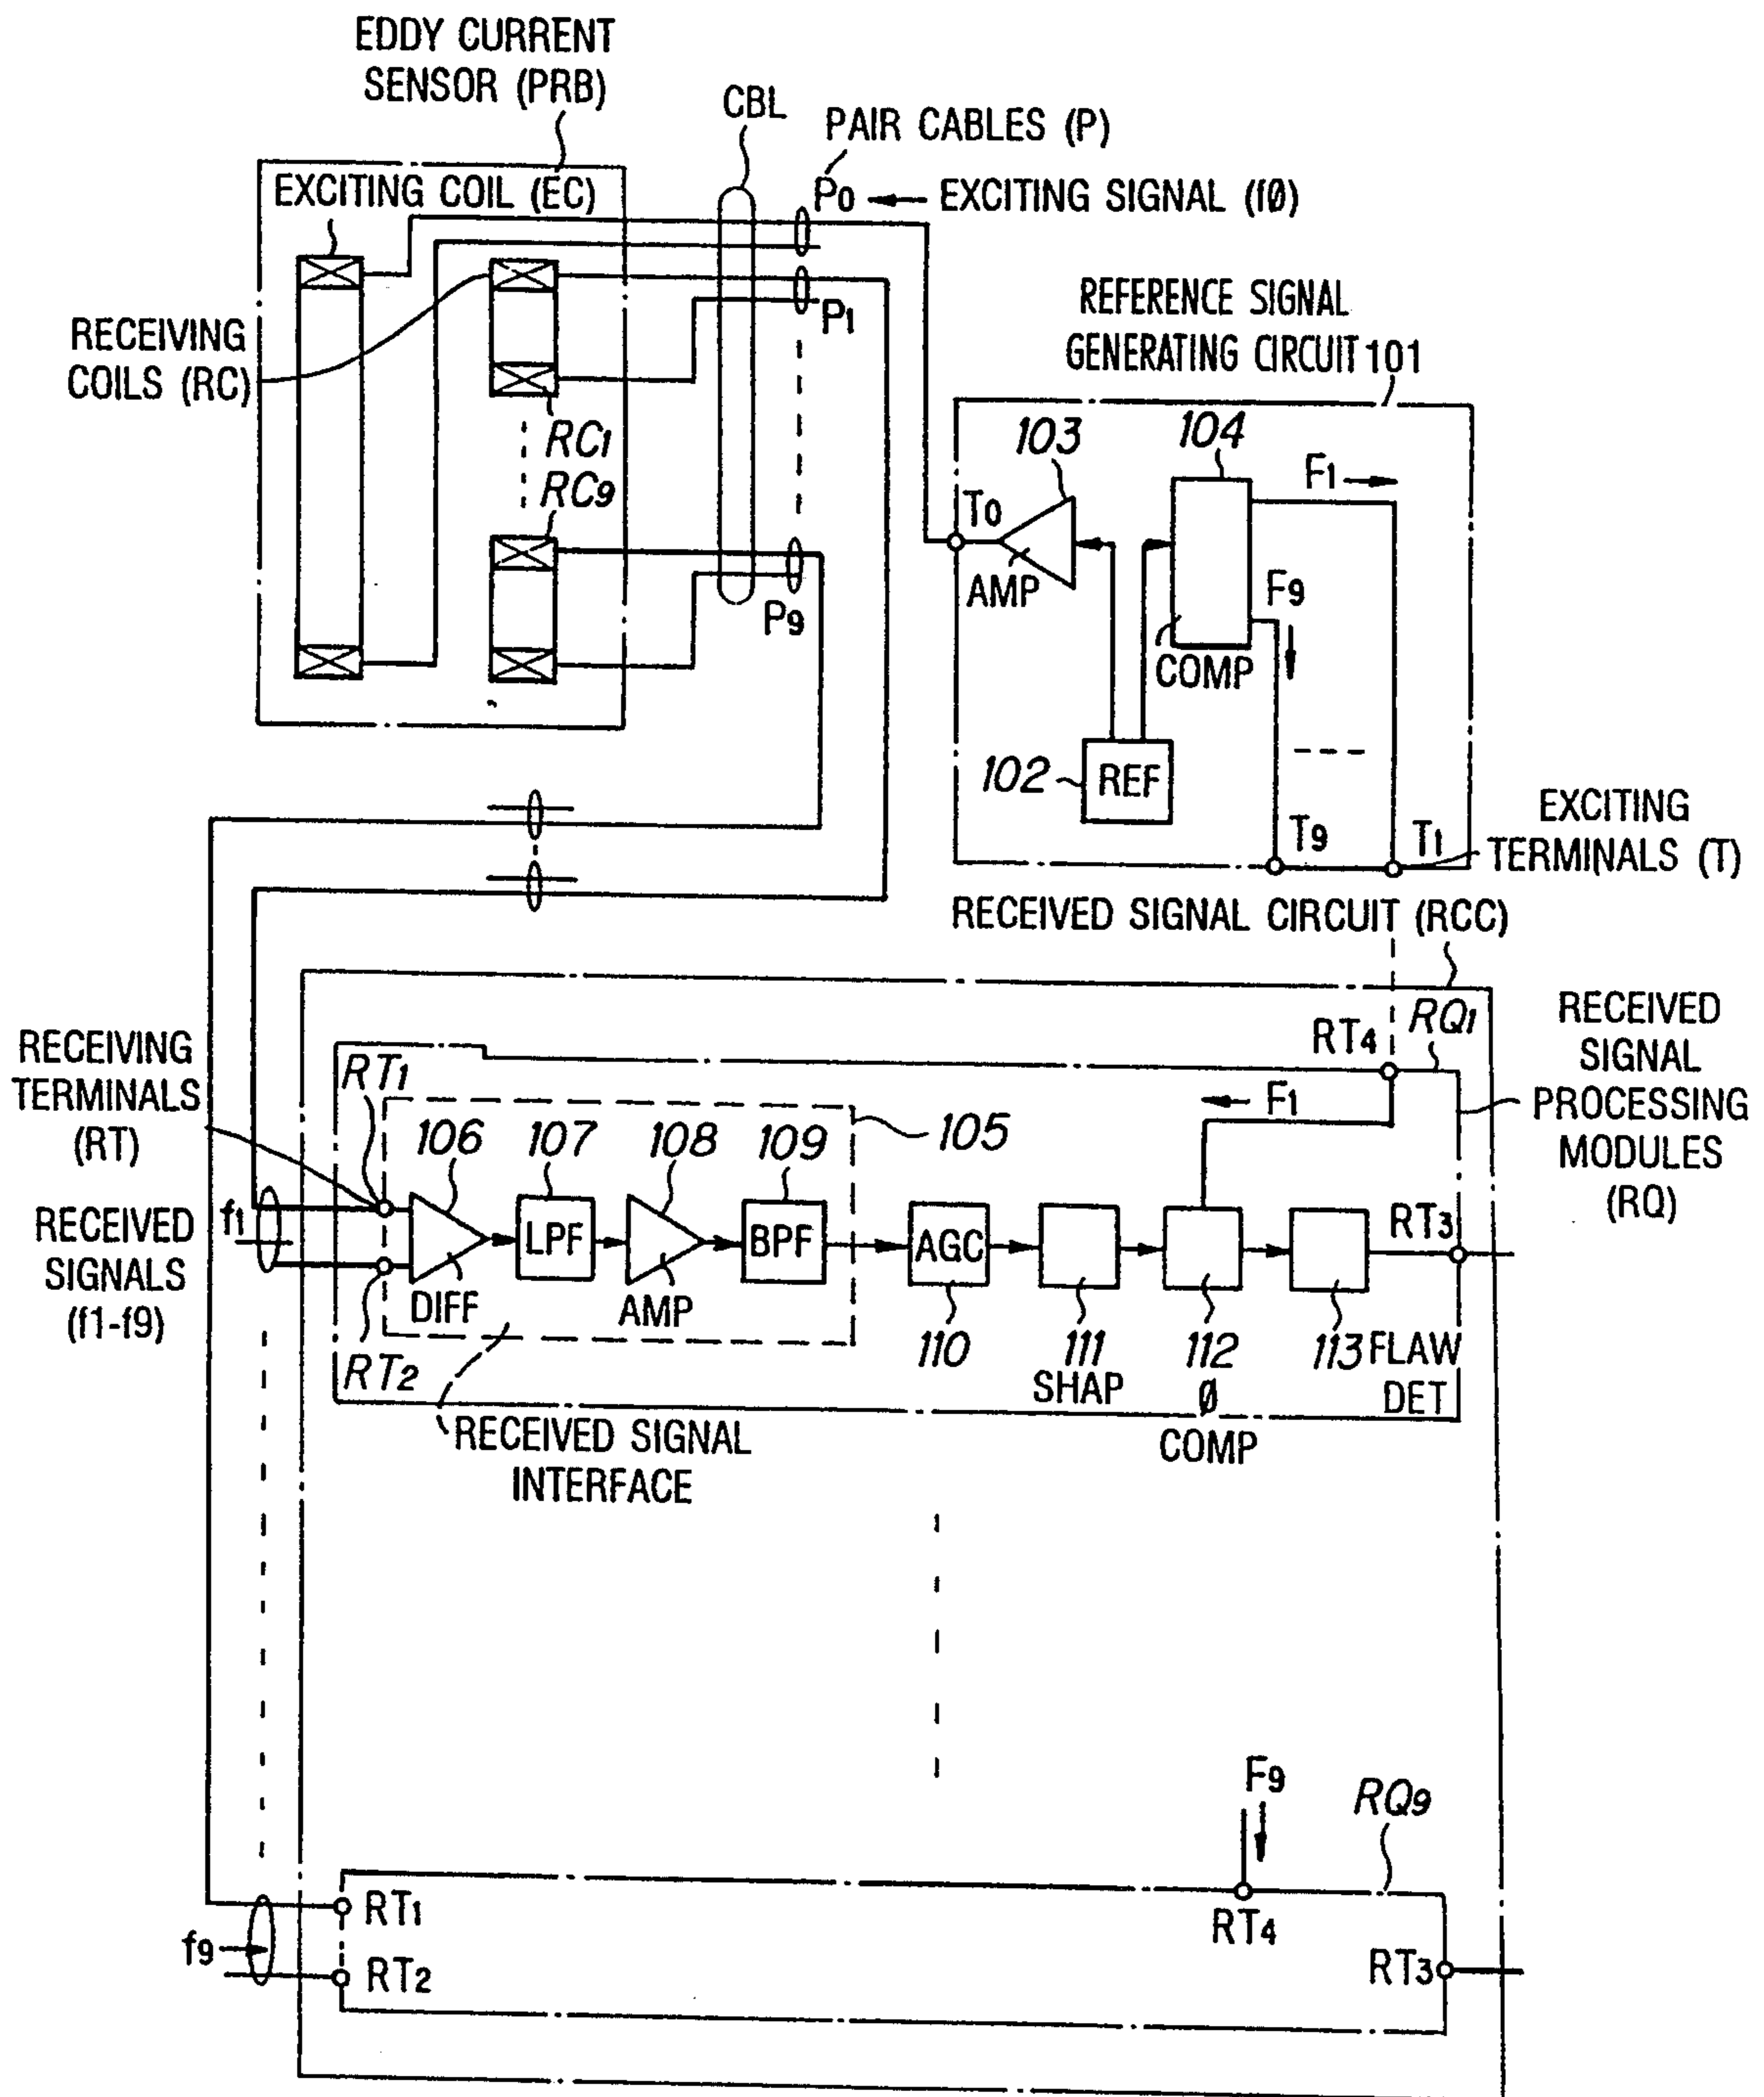 EDDY CURRENT
SENSOR (PRB)
CBL
PAIR CABLES (P)
EXCITING COIL (EC)
P0
EXCITING SIGNAL (fØ)
P1
RECEIVING
COILS (RC)
RC1
RC9
P9
REFERENCE SIGNAL
GENERATING CIRCUIT 101
103
104
F1
T0
AMP
F9
COMP
102
REF
T9
T1
EXCITING
TERMINALS (T)
RECEIVED SIGNAL CIRCUIT (RCC)
RECEIVED
SIGNAL
PROCESSING
MODULES
(RQ)
RT4
RQ1
F1
RECEIVING
TERMINALS
(RT)
RT1
106
107
108
109
105
f1
RECEIVED
SIGNALS
(f1-f9)
LPF
BPF
AGC
RT3
DIFF
AMP
RT2
110
111
SHAP
112
Ø
COMP
113 FLAW
DET
RECEIVED SIGNAL
INTERFACE
F9
RQ9
RT1
RT4
f9
RT2
RT3